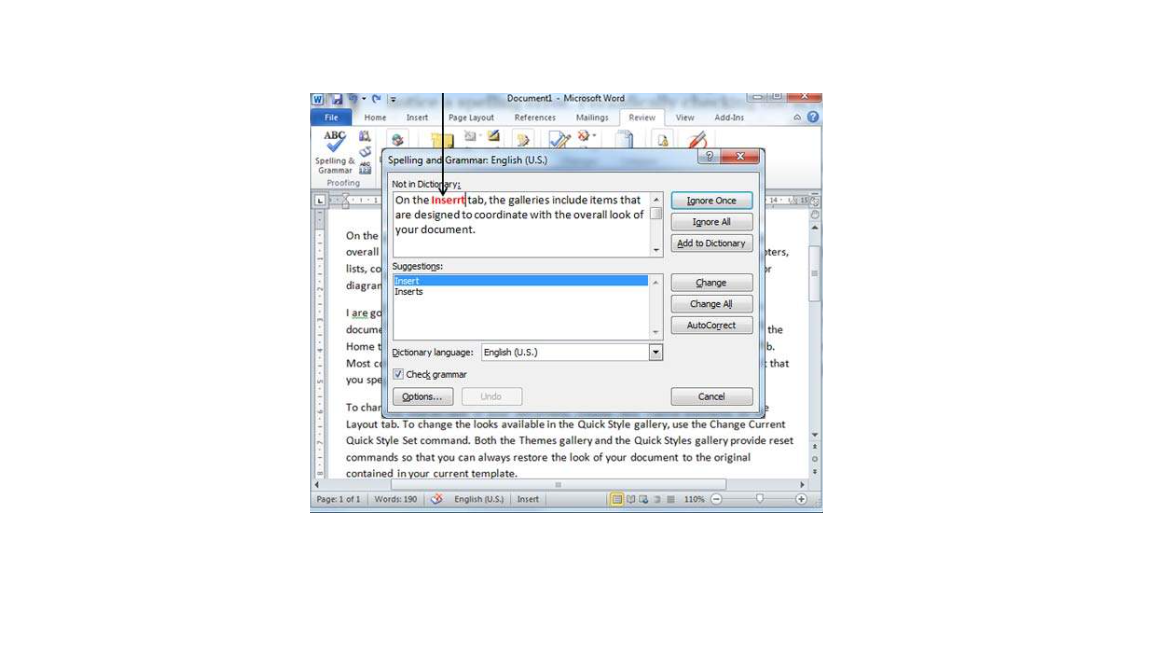 Document1 - Microsoft Word
File Home Insert Page Layout References Mailings Review View Add-Ins
ABC
Spelling &
Grammar
Proofing
Spelling and Grammar: English (U.S.)
Not in Dictionary:
On the Inserrt tab, the galleries include items that
are designed to coordinate with the overall look of
your document.
Ignore Once
Ignore All
Add to Dictionary
Suggestions:
Insert
Inserts
Change
Change All
AutoCorrect
Dictionary language: English (U.S.)
Check grammar
Options... Undo Cancel
On the
overall
lists, co
diagran
I are go
docume the
Home t b.
Most co that
you spe
To chan
Layout tab. To change the looks available in the Quick Style gallery, use the Change Current
Quick Style Set command. Both the Themes gallery and the Quick Styles gallery provide reset
commands so that you can always restore the look of your document to the original
contained in your current template.
Page: 1 of 1 Words: 190 English (U.S.) Insert 110%